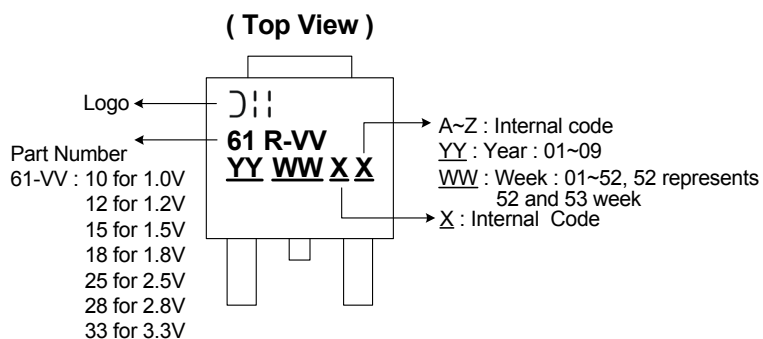 ( Top View )
Logo
61 R-VV
YY WW X X
Part Number
61-VV : 10 for 1.0V
12 for 1.2V
15 for 1.5V
18 for 1.8V
25 for 2.5V
28 for 2.8V
33 for 3.3V
A~Z : Internal code
YY : Year : 01~09
WW : Week : 01~52, 52 represents
52 and 53 week
X : Internal Code